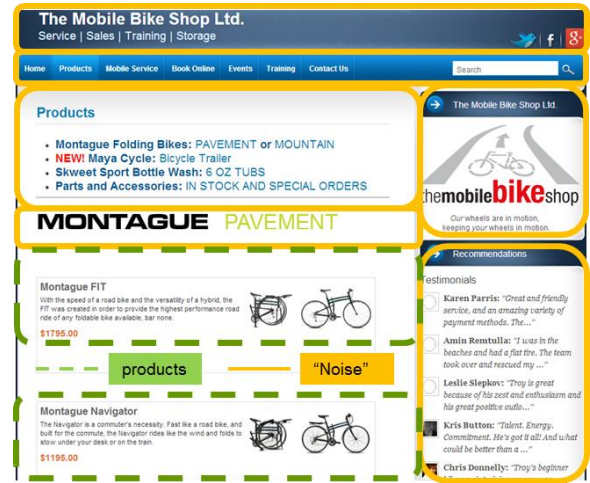 The Mobile Bike Shop Ltd.
Service | Sales | Training | Storage
f
8+
Home Products Mobile Service Book Online Events Training Contact Us
Search
Products
• Montague Folding Bikes: PAVEMENT or MOUNTAIN
• NEW! Maya Cycle: Bicycle Trailer
• Skweet Sport Bottle Wash: 6 OZ TUBS
• Parts and Accessories: IN STOCK AND SPECIAL ORDERS
MONTAGUE PAVEMENT
Montague FIT
With the speed of a road bike and the versatility of a hybrid, the
FIT was created in order to provide the highest performance road
ride of any foldable bike available, bar none.
$1795.00
products
“Noise”
Montague Navigator
The Navigator is a commuter's necessity. Fast like a road bike, and
built for the commute, the Navigator rides like the wind and folds to
stow under your desk or on the train.
$1195.00
The Mobile Bike Shop Ltd.
themobilebikeshop
Our wheels are in motion,
keeping your wheels in motion.
Recommendations
Testimonials
Karen Parris: “Great and friendly
service, and an amazing variety of
payment methods. The...”
Amin Remtulla: “I was in the
beaches and had a flat tire. The team
took over and rescued my ...”
Leslie Slepkov: “Troy is great
because of his zest and enthusiasm and
his great positive outlo...”
Kris Button: “Talent. Energy.
Commitment. He's got it all! And what
could be better than a ...”
Chris Donnelly: “Troy's beginner